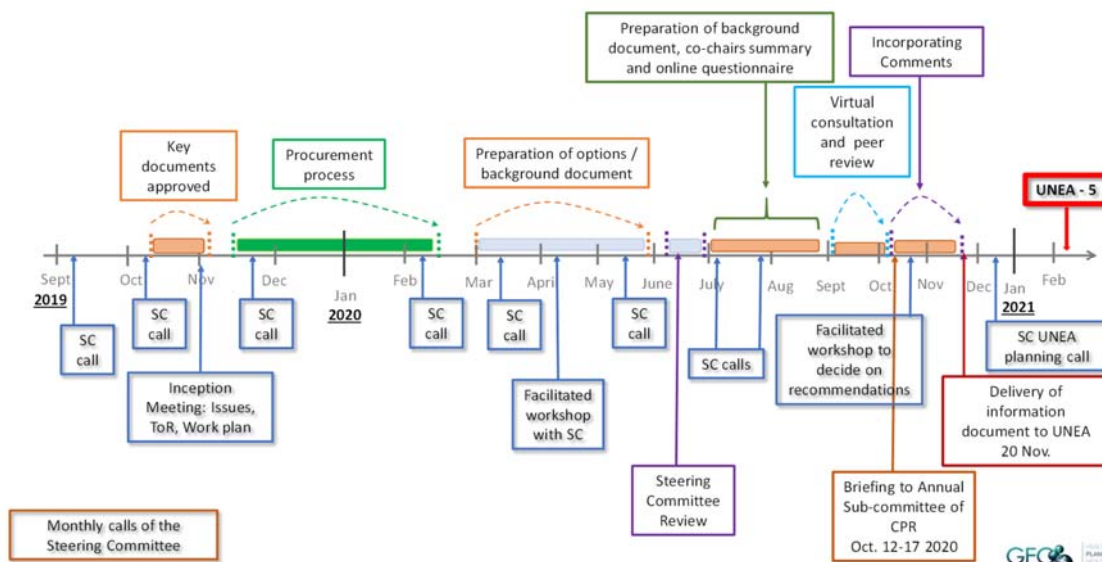 Preparation of background
document, co-chairs summary
and online questionnaire
Incorporating
Comments
Virtual
consultation
and peer
review
Key
documents
approved
Procurement
process
Preparation of options /
background document
UNEA - 5
Sept
Oct
Nov
Dec
Jan
Feb
Mar
April
May
June
July
Aug
Sept
Oct
Nov
Dec
Jan
Feb
2019
2020
2021
SC
call
SC
call
SC
call
SC
call
SC
call
SC
call
SC calls
Facilitated
workshop to
decide on
recommendations
SC UNEA
planning call
Inception
Meeting: Issues,
ToR, Work plan
Facilitated
workshop
with SC
Delivery of
information
document to UNEA
20 Nov.
Steering
Committee
Review
Briefing to Annual
Sub-committee of
CPR
Oct. 12-17 2020
Monthly calls of the
Steering Committee
GEO